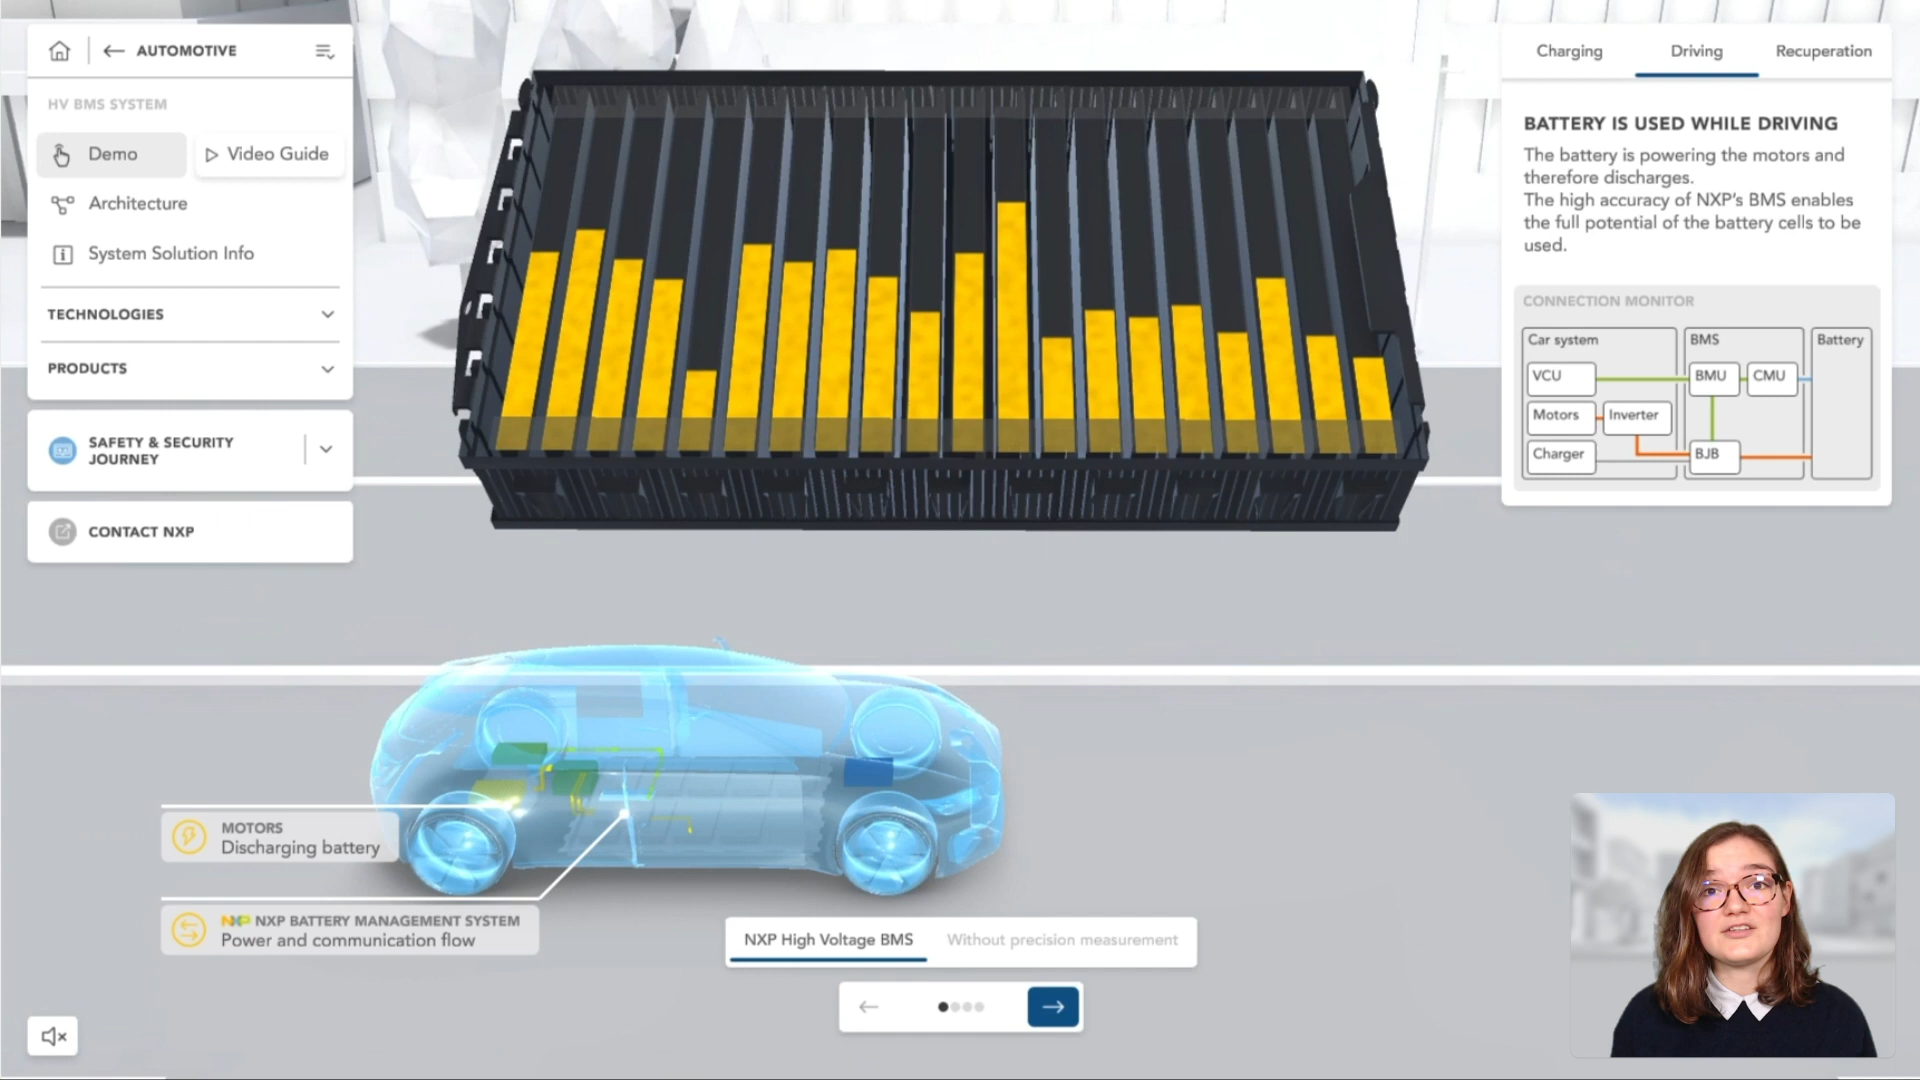 AUTOMOTIVE
HV BMS SYSTEM
Demo
Video Guide
Architecture
System Solution Info
TECHNOLOGIES
PRODUCTS
SAFETY & SECURITY
JOURNEY
CONTACT NXP
Charging
Driving
Recuperation
BATTERY IS USED WHILE DRIVING
The battery is powering the motors and
therefore discharges.
The high accuracy of NXP's BMS enables
the full potential of the battery cells to be
used.
CONNECTION MONITOR
Car system
BMS
Battery
VCU
BMU
CMU
Motors
Inverter
Charger
BJB
MOTORS
Discharging battery
NXP NXP BATTERY MANAGEMENT SYSTEM
Power and communication flow
NXP High Voltage BMS
Without precision measurement